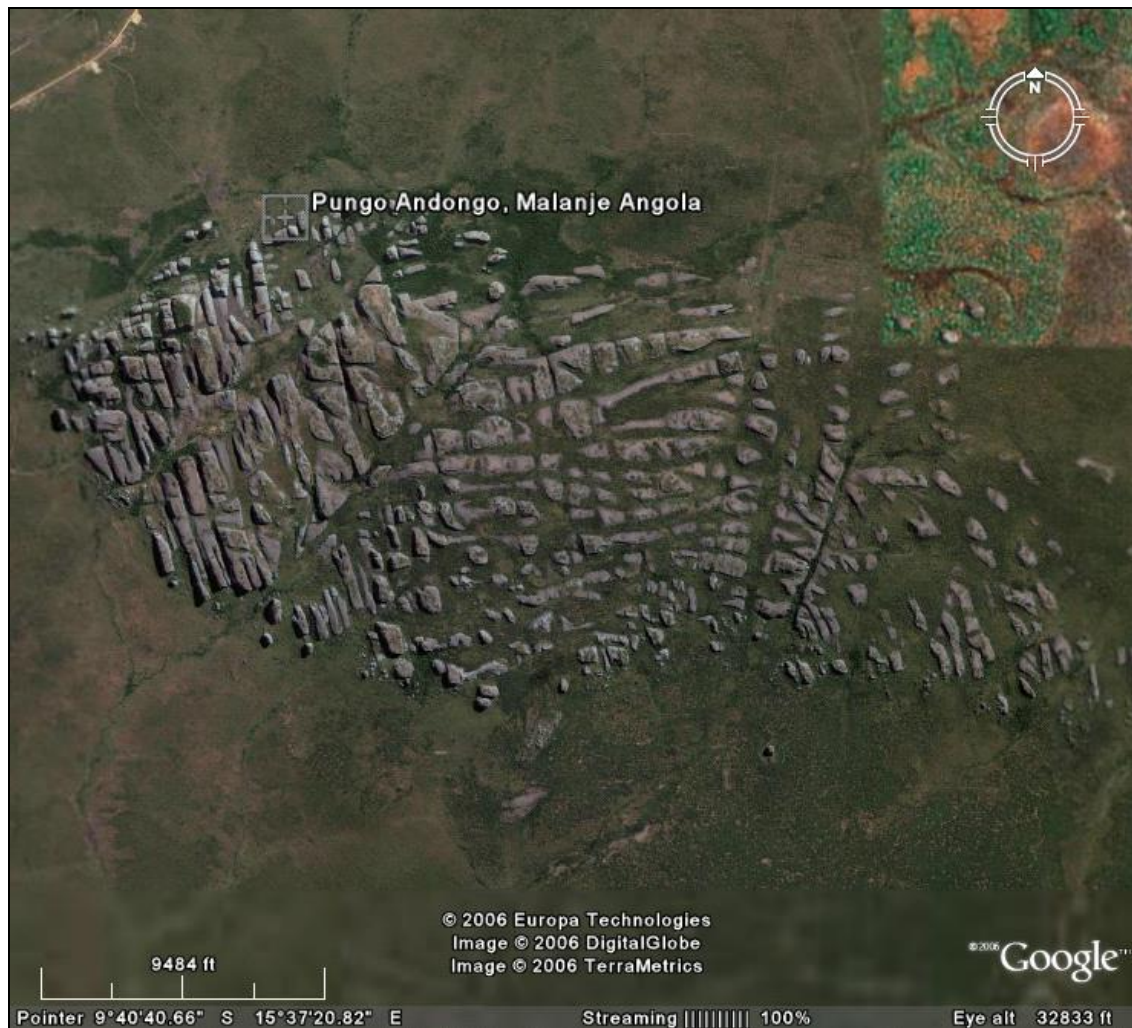 N
Pungo Andongo, Malanje Angola
© 2006 Europa Technologies
Image © 2006 DigitalGlobe
Image © 2006 TerraMetrics
©2006 Google™
9484 ft
Pointer 9°40'40.66" S 15°37'20.82" E Streaming |||||||||| 100% Eye alt 32833 ft